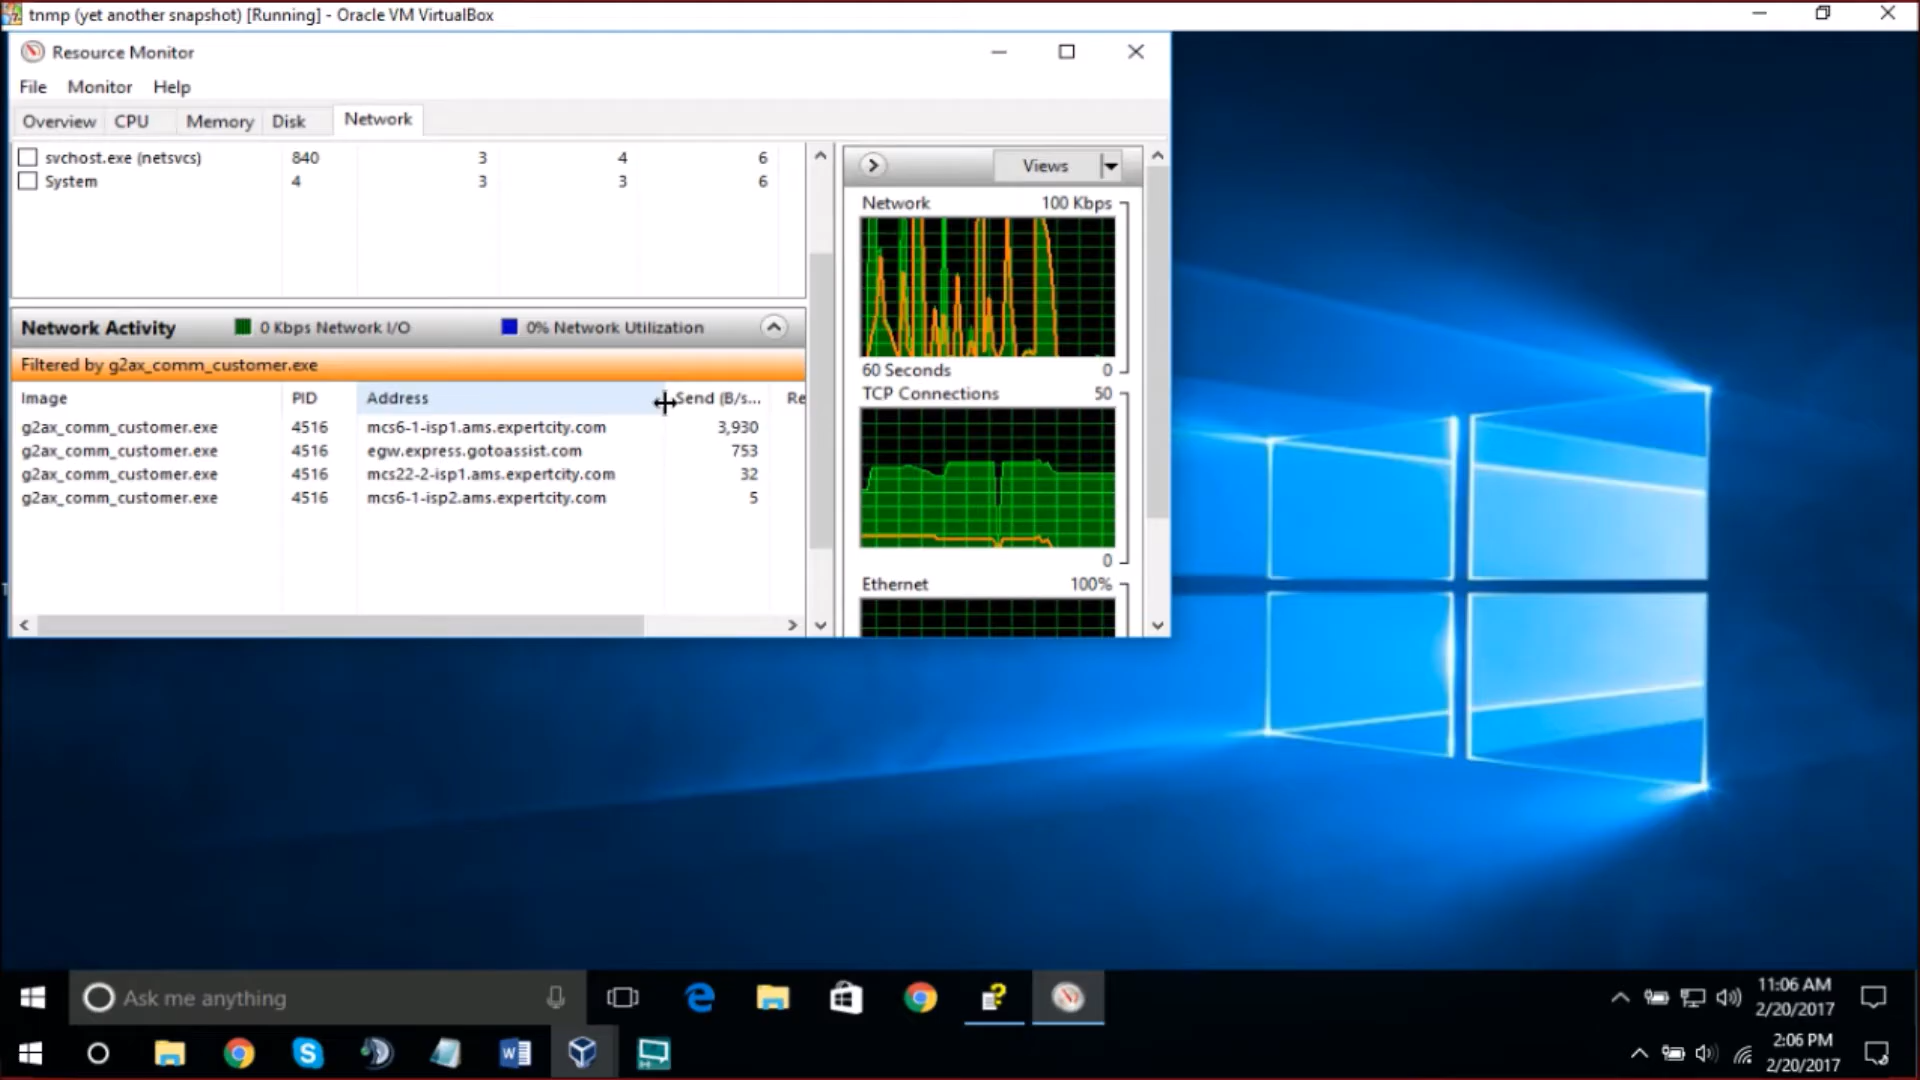 tnmp (yet another snapshot) [Running] - Oracle VM VirtualBox
Resource Monitor
File Monitor Help
Overview CPU Memory Disk Network
svchost.exe (netsvcs) 840 3 4 6
System 4 3 3 6
Network Activity 0 Kbps Network I/O 0% Network Utilization
Filtered by g2ax_comm_customer.exe
Image PID Address Send (B/s... Re
g2ax_comm_customer.exe 4516 mcs6-1-isp1.ams.expertcity.com 3,930
g2ax_comm_customer.exe 4516 egw.express.gotoassist.com 753
g2ax_comm_customer.exe 4516 mcs22-2-isp1.ams.expertcity.com 32
g2ax_comm_customer.exe 4516 mcs6-1-isp2.ams.expertcity.com 5
Views
Network 100 Kbps
60 Seconds 0
TCP Connections 50
0
Ethernet 100%
Ask me anything
11:06 AM
2/20/2017
2:06 PM
2/20/2017